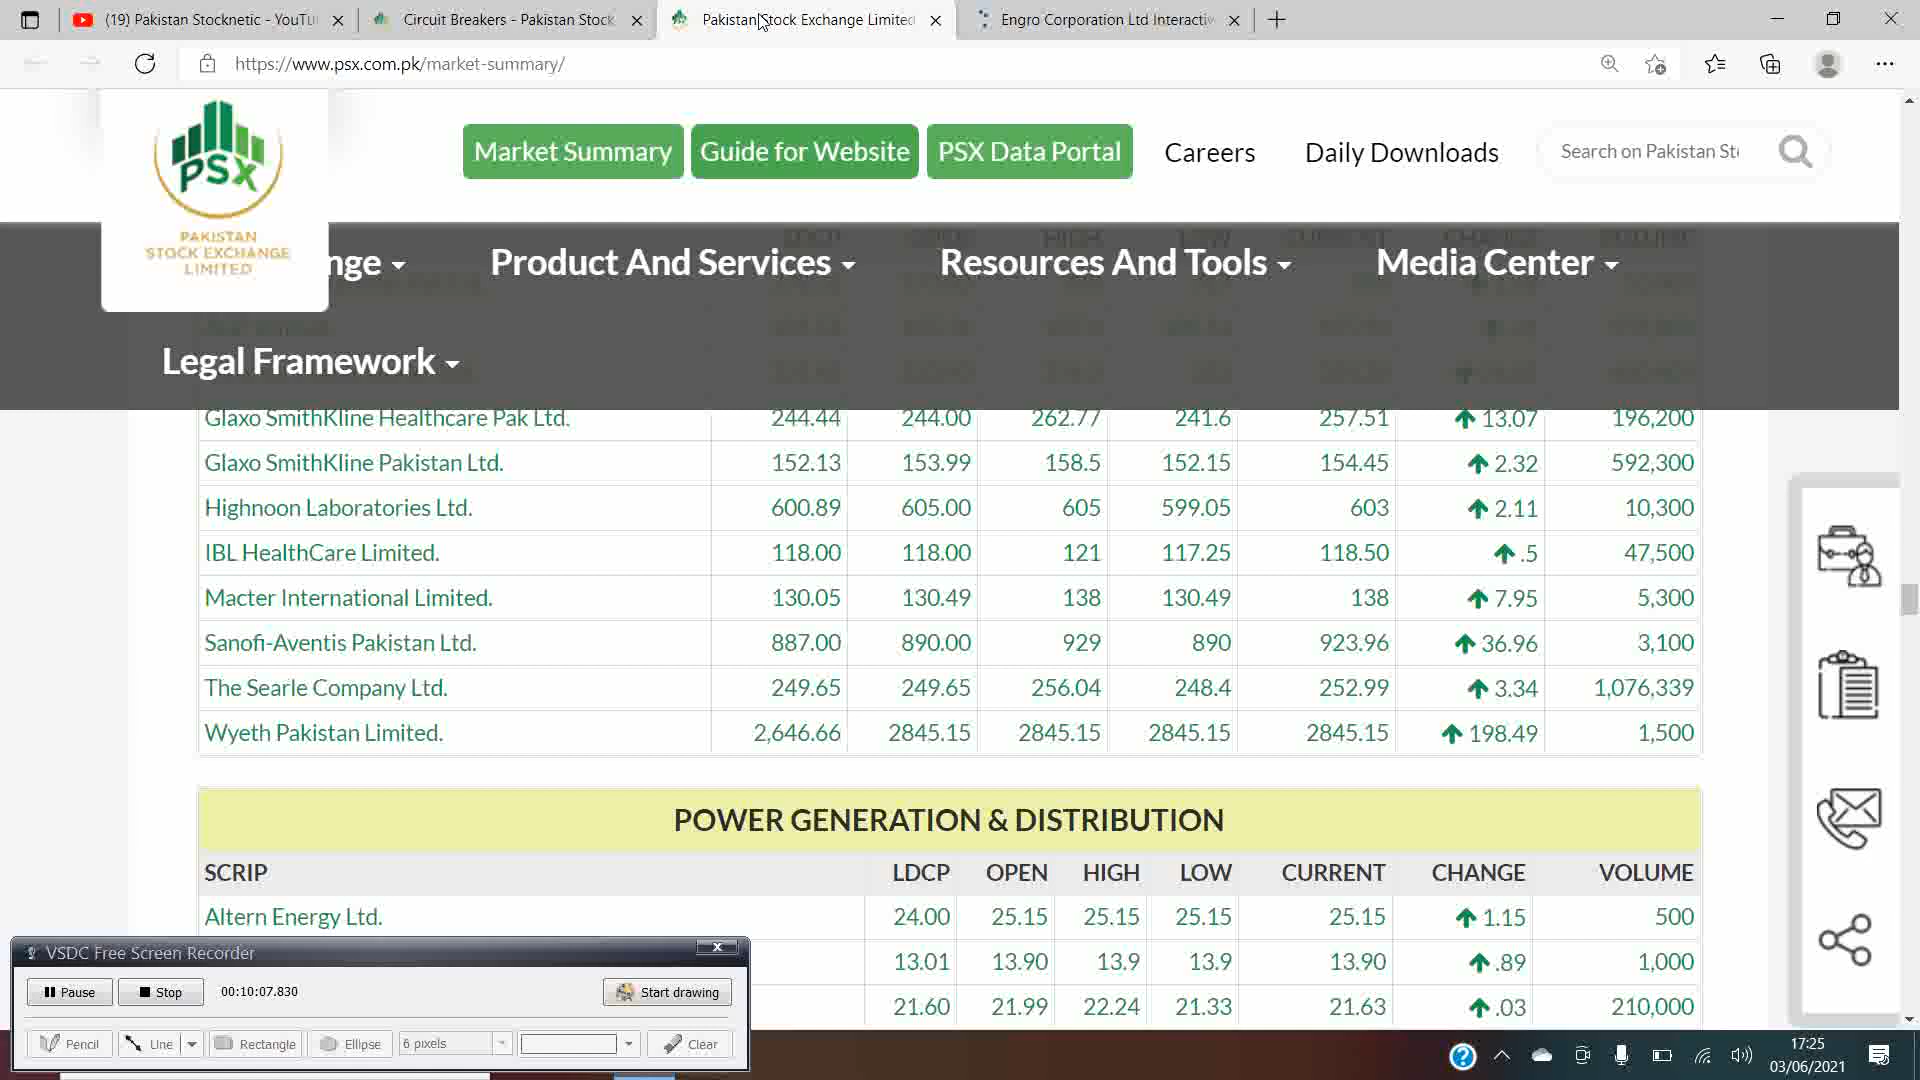 (19) Pakistan Stocknetic - YouTu
Circuit Breakers - Pakistan Stock
Pakistan Stock Exchange Limited
Engro Corporation Ltd Interactiv
https://www.psx.com.pk/market-summary/
PSX
PAKISTAN
STOCK EXCHANGE
LIMITED
Market Summary
Guide for Website
PSX Data Portal
Careers
Daily Downloads
Search on Pakistan Sto
nge
Product And Services
Resources And Tools
Media Center
Legal Framework
Glaxo SmithKline Healthcare Pak Ltd. 244.44 244.00 262.77 241.6 257.51 13.07 196,200
Glaxo SmithKline Pakistan Ltd. 152.13 153.99 158.5 152.15 154.45 2.32 592,300
Highnoon Laboratories Ltd. 600.89 605.00 605 599.05 603 2.11 10,300
IBL HealthCare Limited. 118.00 118.00 121 117.25 118.50 .5 47,500
Macter International Limited. 130.05 130.49 138 130.49 138 7.95 5,300
Sanofi-Aventis Pakistan Ltd. 887.00 890.00 929 890 923.96 36.96 3,100
The Searle Company Ltd. 249.65 249.65 256.04 248.4 252.99 3.34 1,076,339
Wyeth Pakistan Limited. 2,646.66 2845.15 2845.15 2845.15 2845.15 198.49 1,500
POWER GENERATION & DISTRIBUTION
SCRIP LDCP OPEN HIGH LOW CURRENT CHANGE VOLUME
Altern Energy Ltd. 24.00 25.15 25.15 25.15 25.15 1.15 500
13.01 13.90 13.9 13.9 13.90 .89 1,000
21.60 21.99 22.24 21.33 21.63 .03 210,000
VSDC Free Screen Recorder
Pause
Stop
00:10:07.830
Start drawing
Pencil
Line
Rectangle
Ellipse
6 pixels
Clear
17:25
03/06/2021